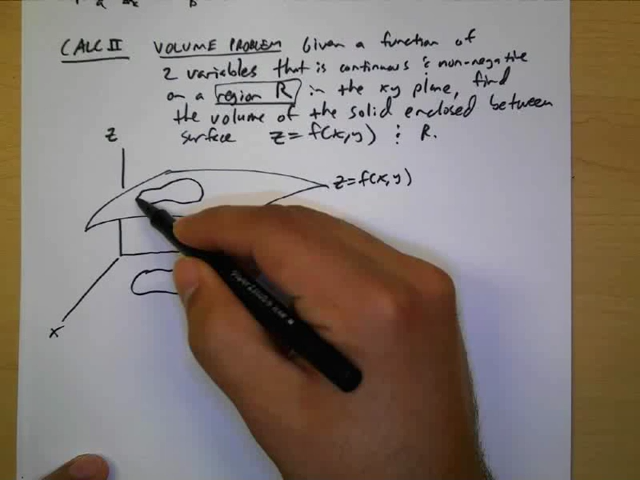 CALC II VOLUME PROBLEM Given a function of
2 variables that is continuous & non-negative
on a region R in the xy plane, find
the volume of the solid enclosed between
surface z=f(x,y) & R.
z
z=f(x,y)
x